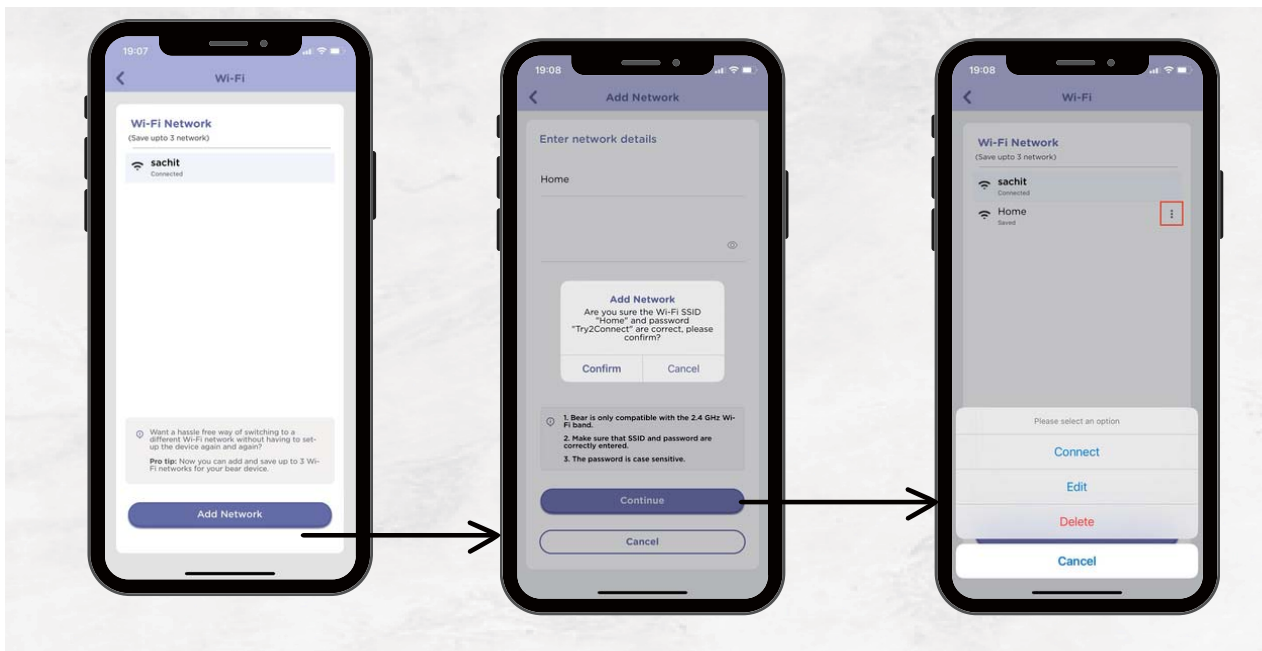 19:07
Wi-Fi
Wi-Fi Network
(Save upto 3 network)
sachit
Connected
Want a hassle free way of switching to a
different Wi-Fi network without having to set-
up the device again and again?
Pro tip: Now you can add and save up to 3 Wi-
Fi networks for your bear device.
Add Network
19:08
Add Network
Enter network details
Home
Add Network
Are you sure the Wi-Fi SSID
"Home" and password
"Try2Connect" are correct, please
confirm?
Confirm
Cancel
1. Bear is only compatible with the 2.4 GHz Wi-
Fi band.
2. Make sure that SSID and password are
correctly entered.
3. The password is case sensitive.
Continue
Cancel
19:08
Wi-Fi
Wi-Fi Network
(Save upto 3 network)
sachit
Connected
Home
Saved
Please select an option
Connect
Edit
Delete
Cancel